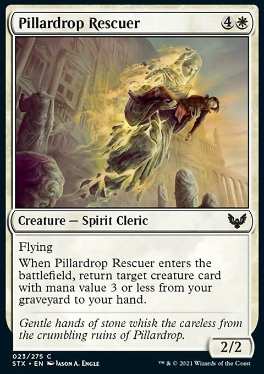 Pillardrop Rescuer 4
Creature — Spirit Cleric
Flying
When Pillardrop Rescuer enters the
battlefield, return target creature card
with mana value 3 or less from your
graveyard to your hand.
Gentle hands of stone whisk the careless from
the crumbling ruins of Pillardrop.
2/2
023/275 C
STX • EN Jason A. Engle
™ & © 2021 Wizards of the Coast